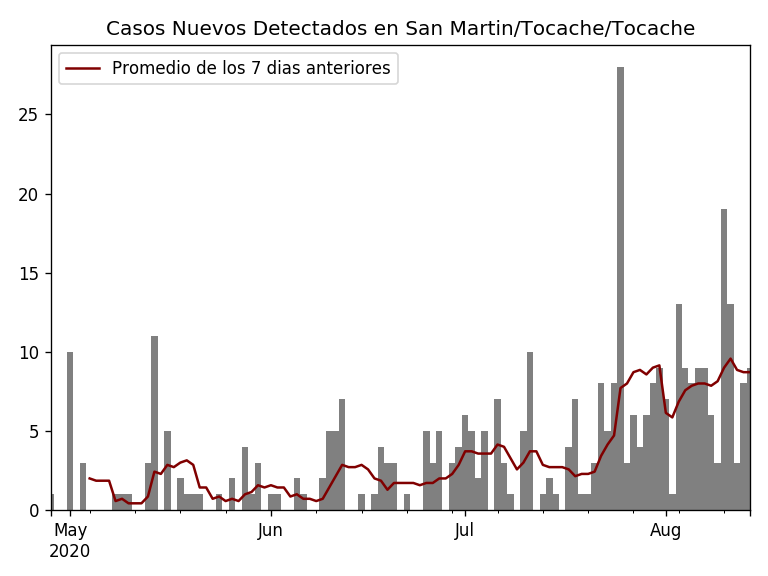 Casos Nuevos Detectados en San Martin/Tocache/Tocache
Promedio de los 7 dias anteriores
25
20
15
10
5
0
May
2020
Jun
Jul
Aug